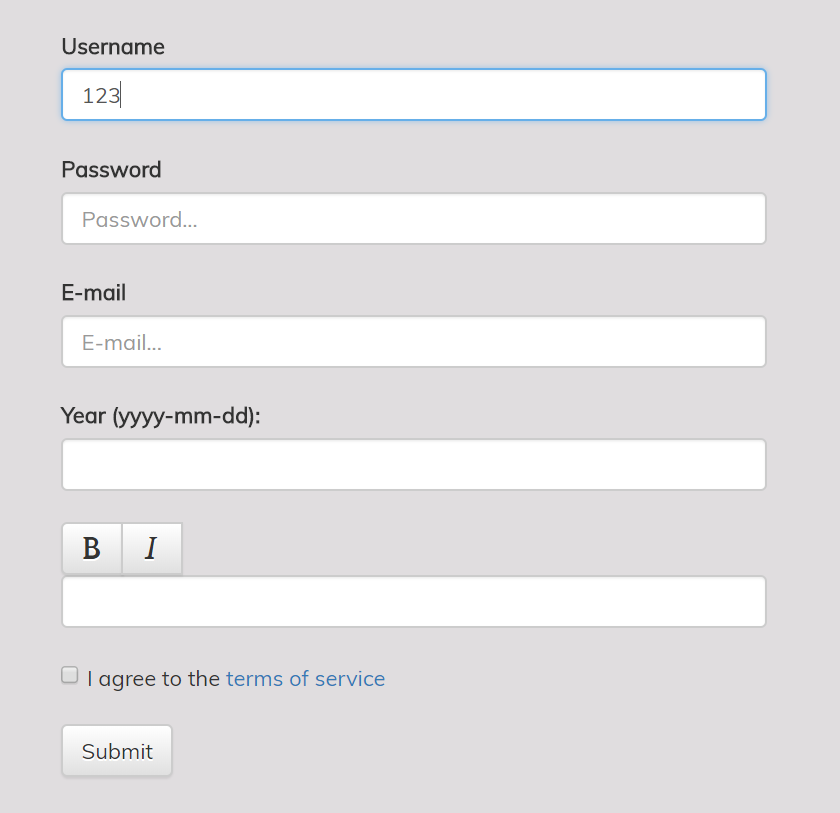 Username
123
Password
Password...
E-mail
E-mail...
Year (yyyy-mm-dd):
B I
I agree to the terms of service
Submit